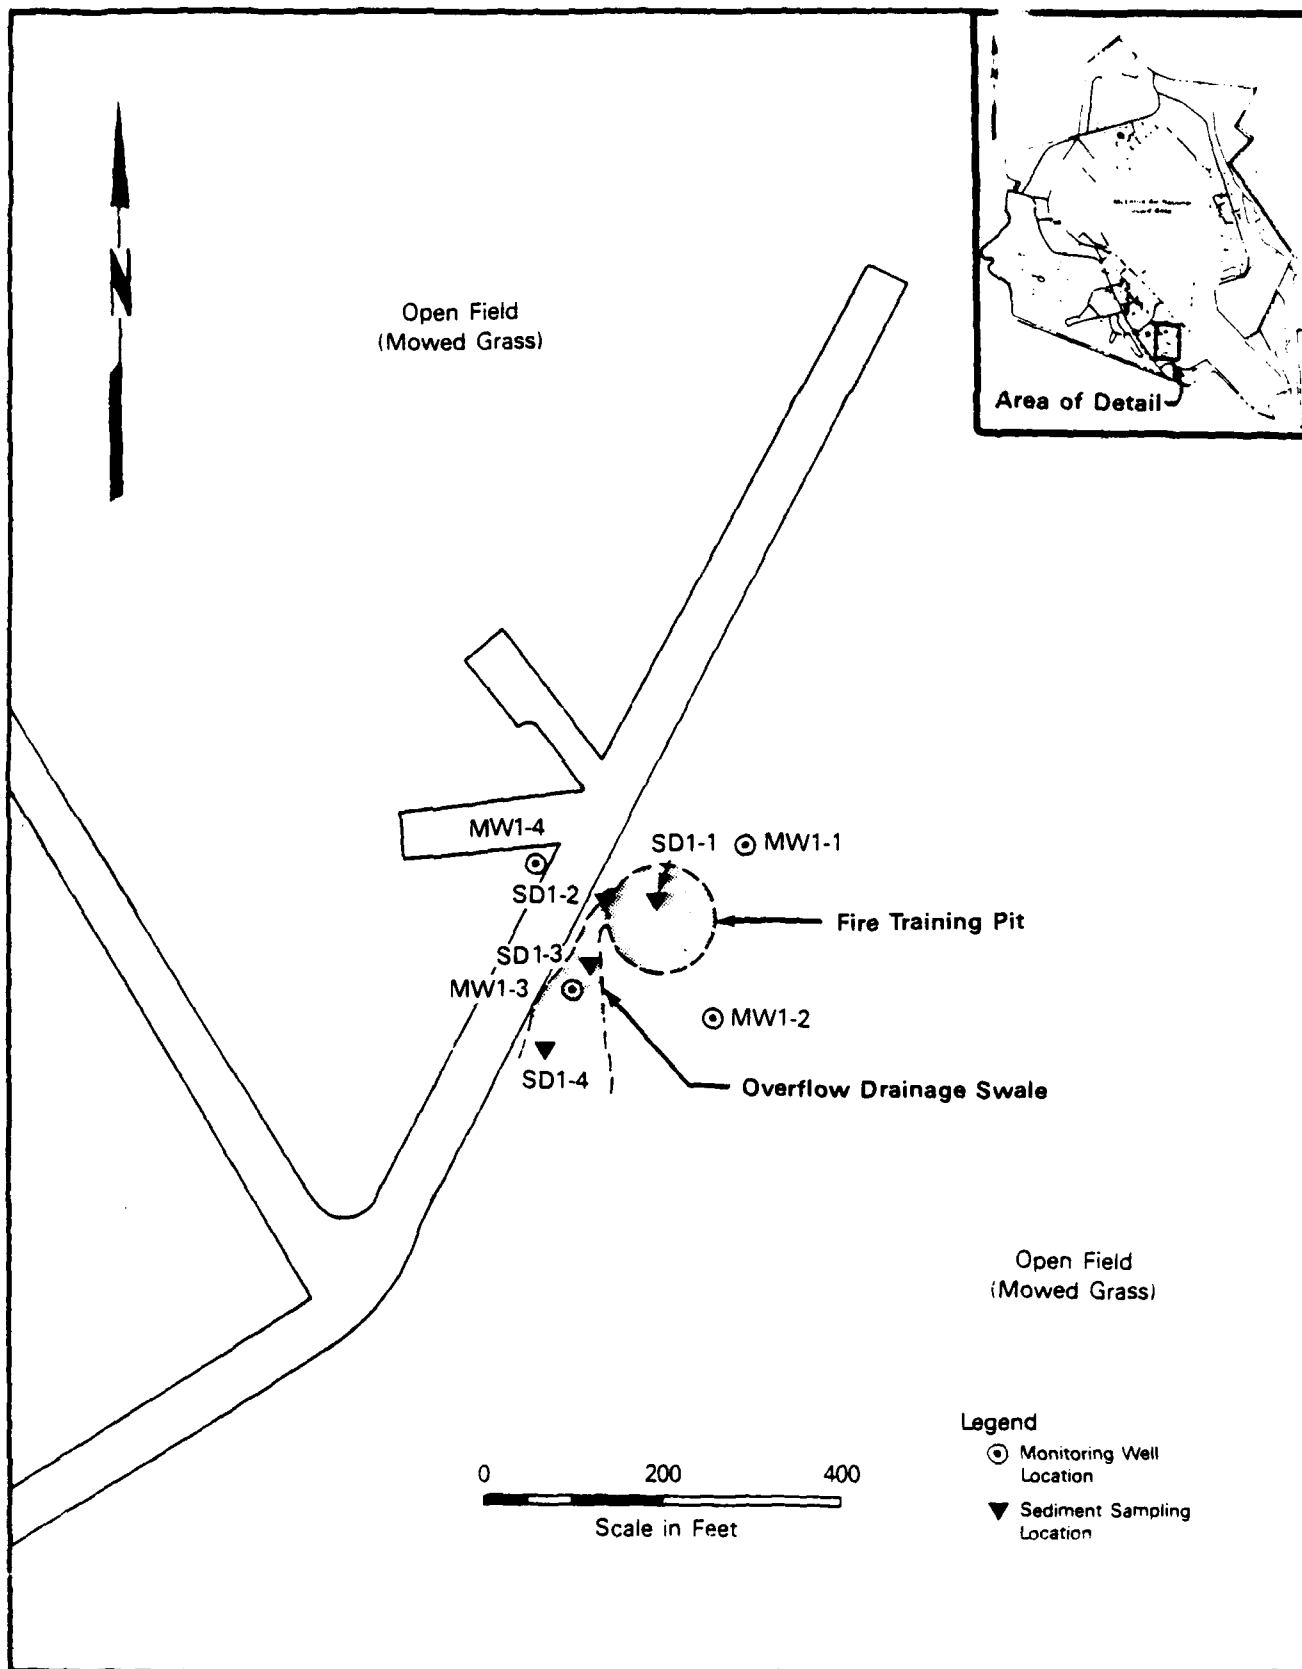 N
Open Field
(Mowed Grass)
Area of Detail
MW1-4
SD1-1
MW1-1
SD1-2
Fire Training Pit
SD1-3
MW1-3
MW1-2
SD1-4
Overflow Drainage Swale
Open Field
(Mowed Grass)
Legend
Monitoring Well
Location
Sediment Sampling
Location
0 200 400
Scale in Feet